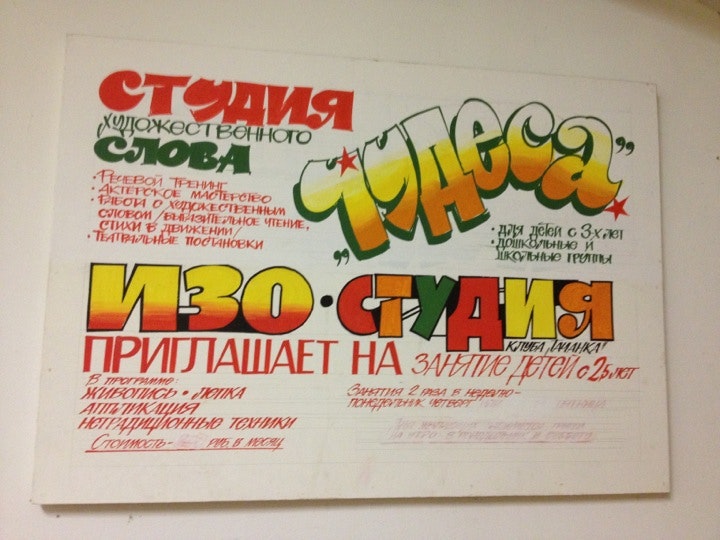 СТУДИЯ
ХУДОЖЕСТВЕННОГО
СЛОВА
• РЕЧЕВОЙ ТРЕНИНГ
• АКТЕРСКОЕ МАСТЕРСТВО
• РАБОТА С ХУДОЖЕСТВЕННЫМ
СЛОВОМ /ВЫРАЗИТЕЛЬНОЕ ЧТЕНИЕ,
СТИХИ В ДВИЖЕНИИ/
• ТЕАТРАЛЬНЫЕ ПОСТАНОВКИ
„Чудеса”
• ДЛЯ ДЕТЕЙ С 3-Х ЛЕТ
• ДОШКОЛЬНЫЕ И
ШКОЛЬНЫЕ ГРУППЫ
ИЗО • СТУДИЯ
КЛУБА
ПРИГЛАШАЕТ НА ЗАНЯТИЕ ДЕТЕЙ С 2,5 ЛЕТ
В ПРОГРАММЕ:
ЖИВОПИСЬ • ЛЕПКА
АППЛИКАЦИЯ
НЕТРАДИЦИОННЫЕ ТЕХНИКИ
СТОИМОСТЬ - РУБ. В МЕСЯЦ
ЗАНЯТИЯ 2 РАЗА В НЕДЕЛЮ -
ПОНЕДЕЛЬНИК ЧЕТВЕРГ